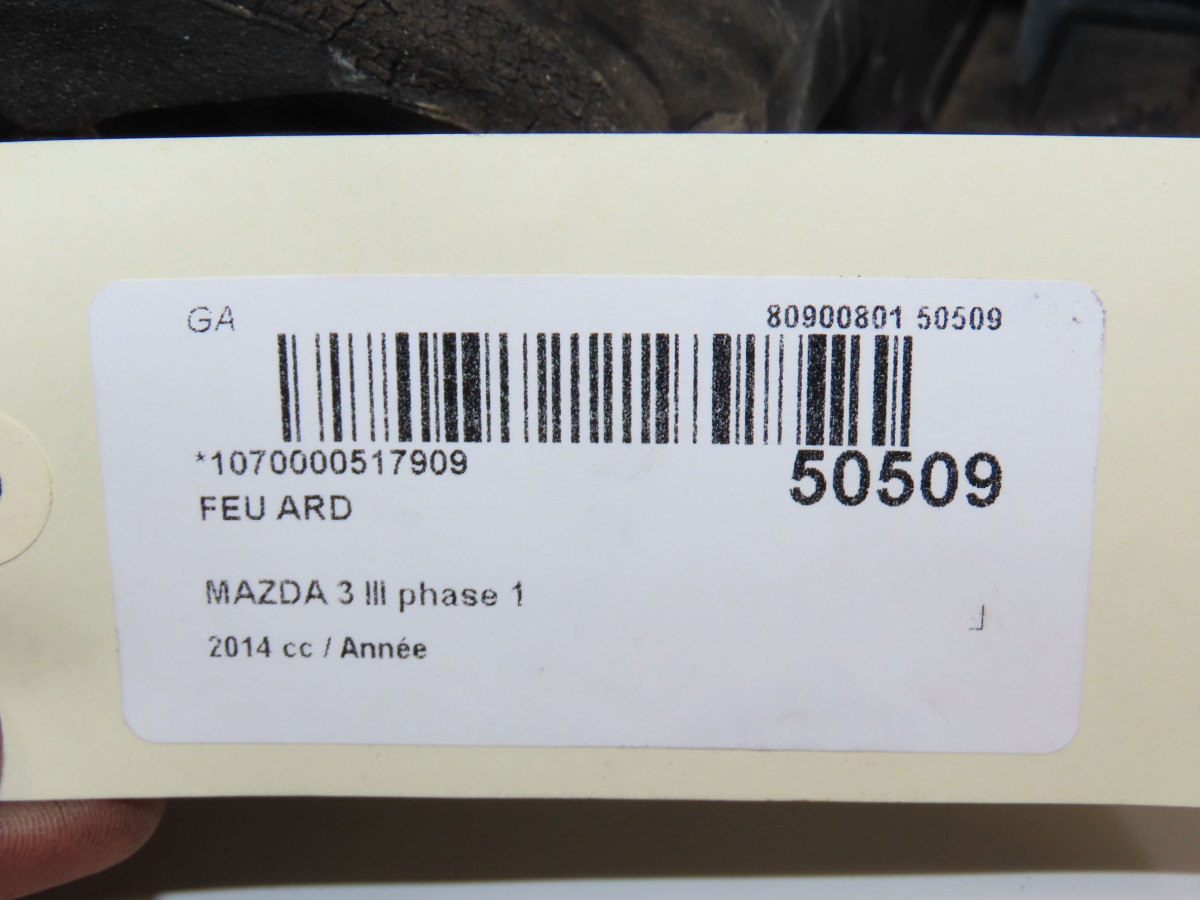 GA
80900801 50509
*1070000517909
50509
FEU ARD
MAZDA 3 III phase 1
2014 cc / Année